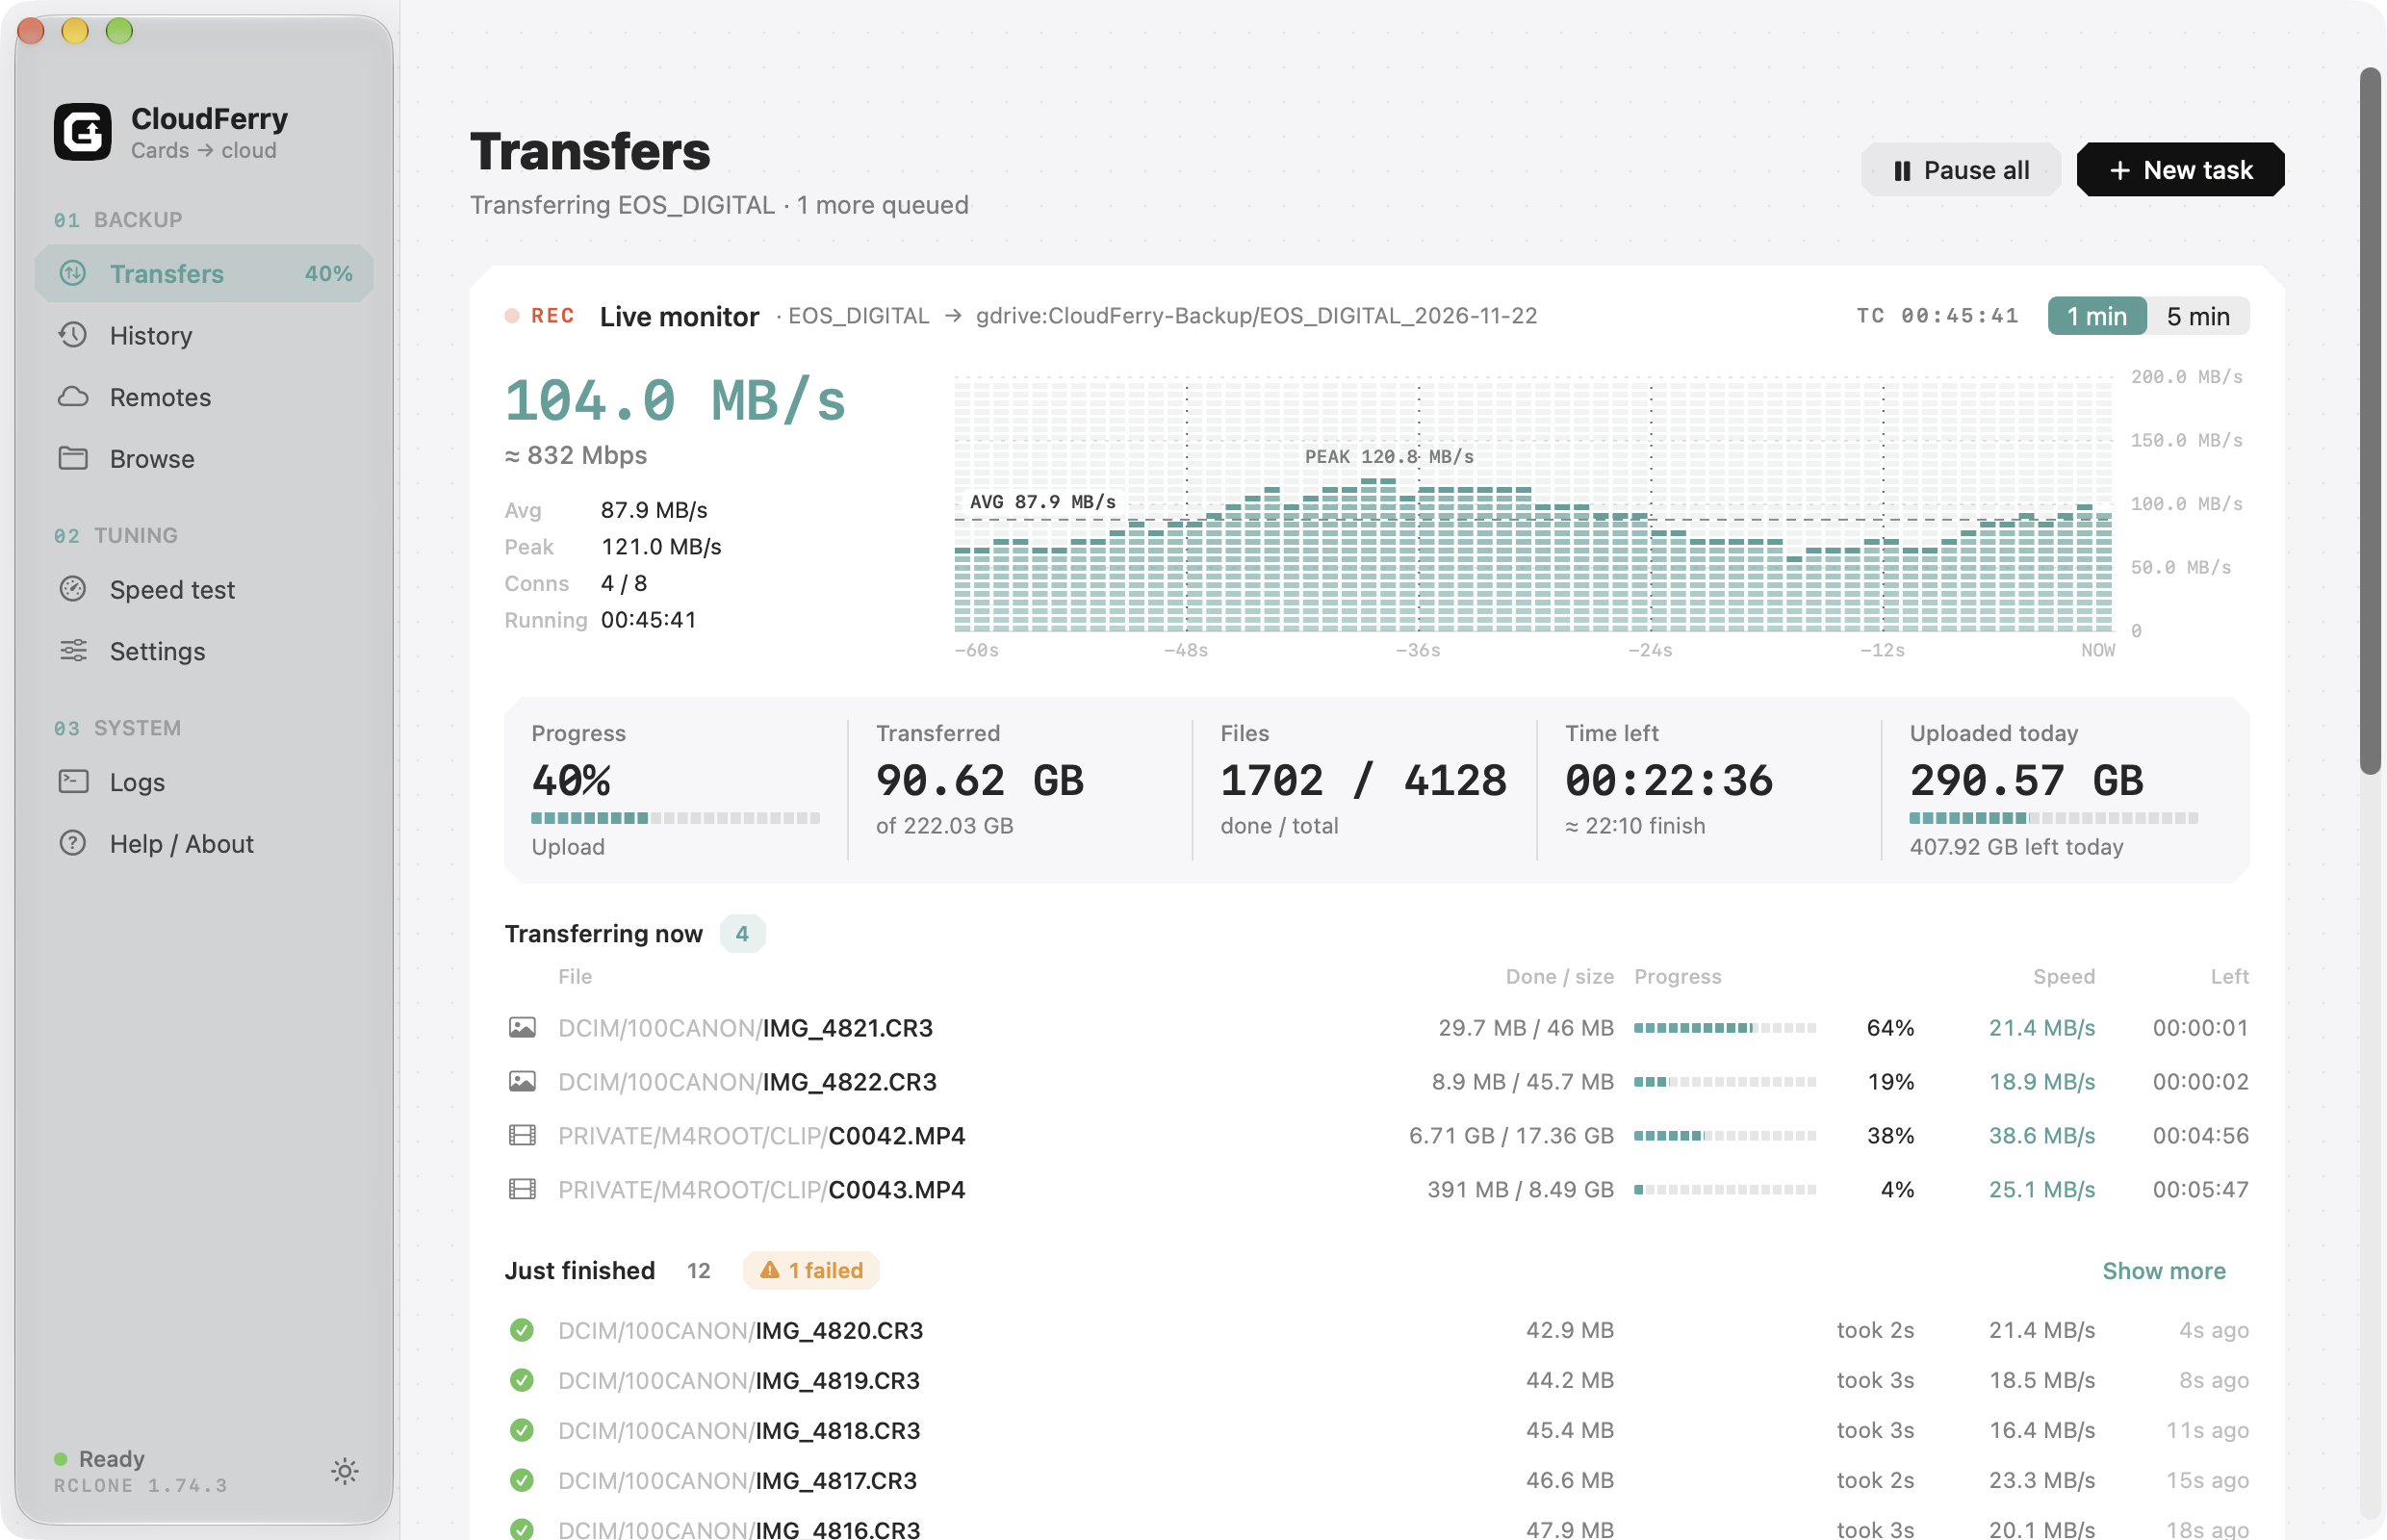 CloudFerry
Cards → cloud
01 BACKUP
Transfers 40%
History
Remotes
Browse
02 TUNING
Speed test
Settings
03 SYSTEM
Logs
Help / About
Ready
RCLONE 1.74.3
Transfers
Transferring EOS_DIGITAL · 1 more queued
Pause all
+ New task
REC Live monitor · EOS_DIGITAL → gdrive:CloudFerry-Backup/EOS_DIGITAL_2026-11-22
TC 00:45:41 1 min 5 min
104.0 MB/s
≈ 832 Mbps
Avg 87.9 MB/s
Peak 121.0 MB/s
Conns 4 / 8
Running 00:45:41
200.0 MB/s
150.0 MB/s
PEAK 120.8 MB/s
AVG 87.9 MB/s
100.0 MB/s
50.0 MB/s
0
−60s −48s −36s −24s −12s NOW
Progress
40%
Upload
Transferred
90.62 GB
of 222.03 GB
Files
1702 / 4128
done / total
Time left
00:22:36
≈ 22:10 finish
Uploaded today
290.57 GB
407.92 GB left today
Transferring now 4
File Done / size Progress Speed Left
DCIM/100CANON/IMG_4821.CR3 29.7 MB / 46 MB 64% 21.4 MB/s 00:00:01
DCIM/100CANON/IMG_4822.CR3 8.9 MB / 45.7 MB 19% 18.9 MB/s 00:00:02
PRIVATE/M4ROOT/CLIP/C0042.MP4 6.71 GB / 17.36 GB 38% 38.6 MB/s 00:04:56
PRIVATE/M4ROOT/CLIP/C0043.MP4 391 MB / 8.49 GB 4% 25.1 MB/s 00:05:47
Just finished 12 1 failed Show more
DCIM/100CANON/IMG_4820.CR3 42.9 MB took 2s 21.4 MB/s 4s ago
DCIM/100CANON/IMG_4819.CR3 44.2 MB took 3s 18.5 MB/s 8s ago
DCIM/100CANON/IMG_4818.CR3 45.4 MB took 3s 16.4 MB/s 11s ago
DCIM/100CANON/IMG_4817.CR3 46.6 MB took 2s 23.3 MB/s 15s ago
DCIM/100CANON/IMG_4816.CR3 47.9 MB took 3s 20.1 MB/s 18s ago